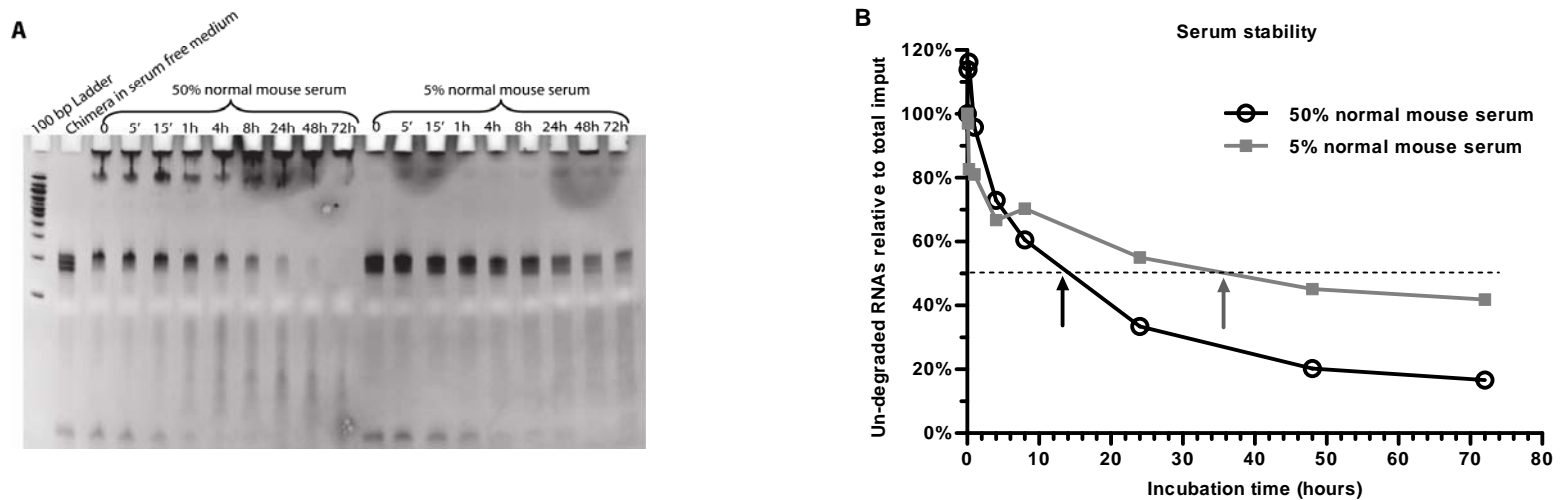 A
100 bp Ladder
Chimera in serum free medium
50% normal mouse serum
5% normal mouse serum
0 5’ 15’ 1h 4h 8h 24h 48h 72h 0 5’ 15’ 1h 4h 8h 24h 48h 72h
B
Serum stability
Un-degraded RNAs relative to total imput
120%
100%
80%
60%
40%
20%
0%
50% normal mouse serum
5% normal mouse serum
0 10 20 30 40 50 60 70 80
Incubation time (hours)